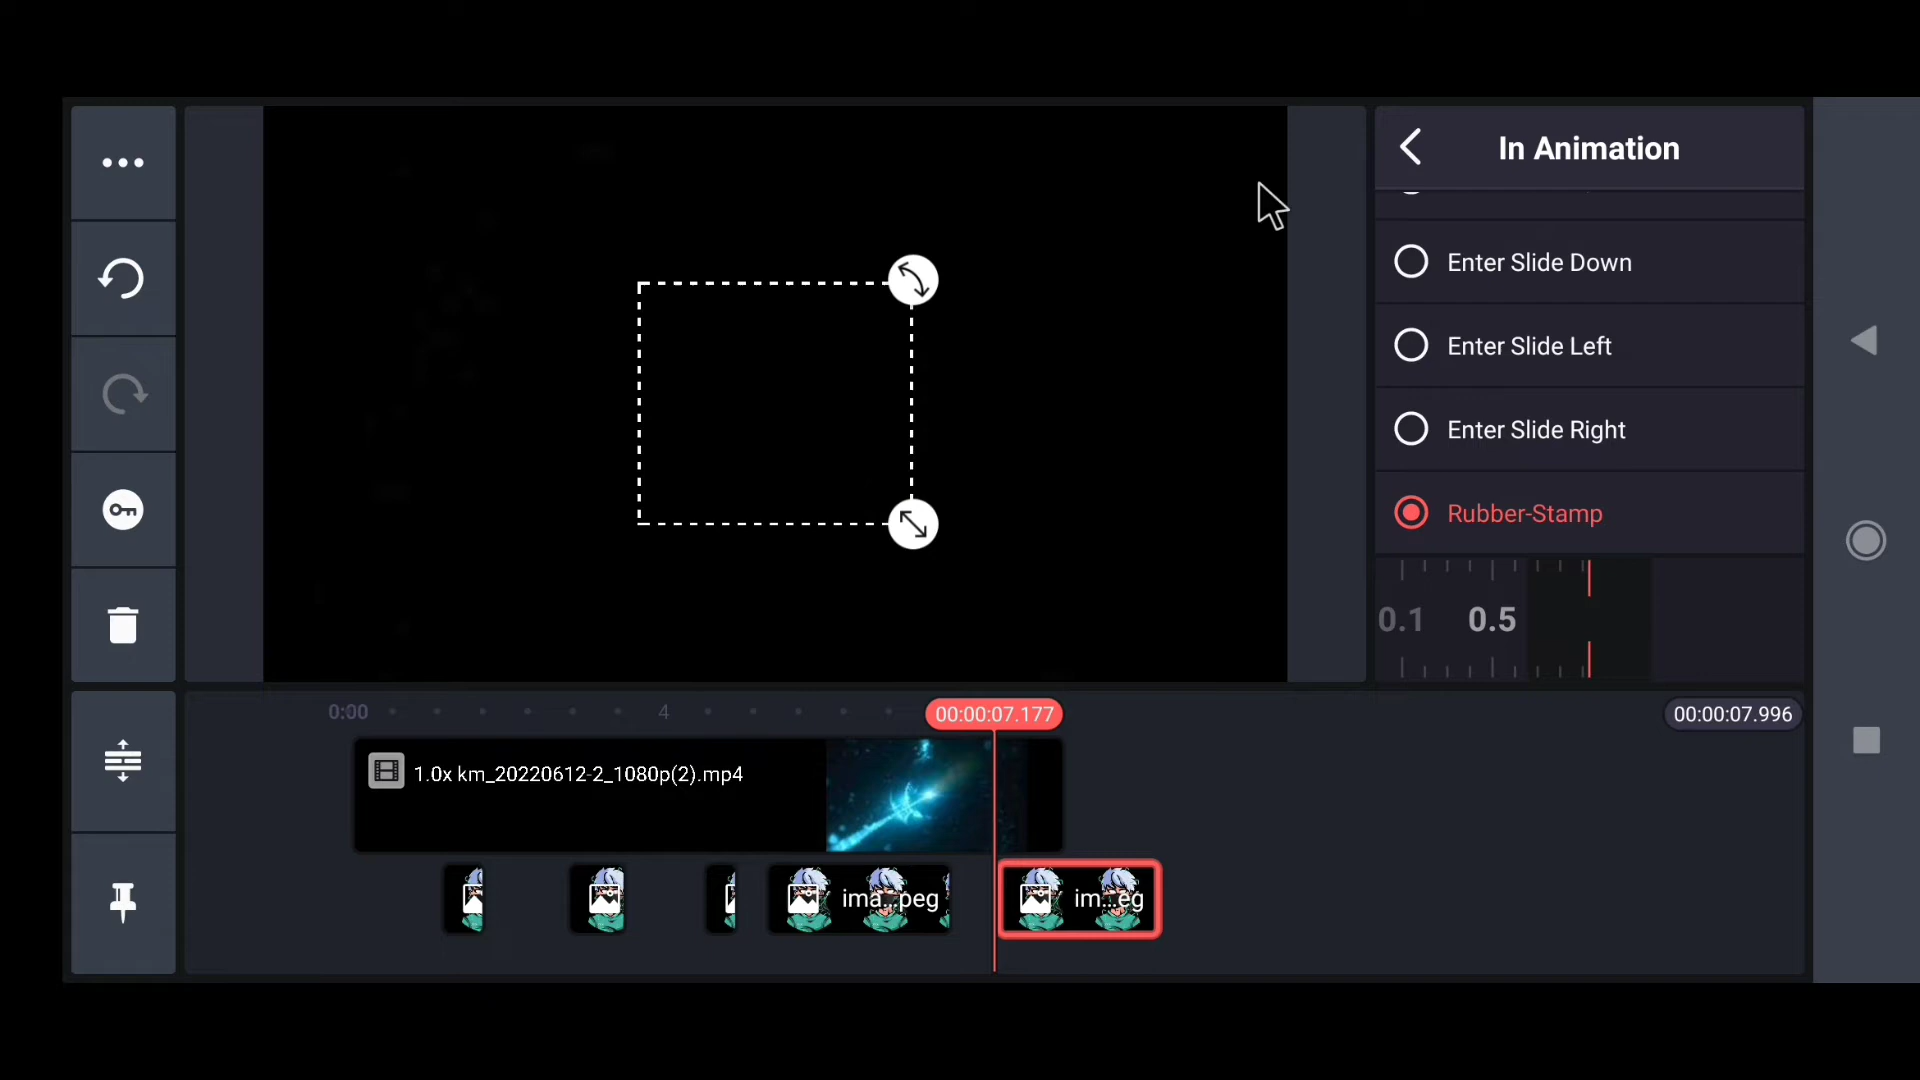 In Animation
Enter Slide Down
Enter Slide Left
Enter Slide Right
Rubber-Stamp
0.1 0.5
0:00 4 00:00:07.177 00:00:07.996
1.0x km_20220612-2_1080p(2).mp4
ima...peg im...eg